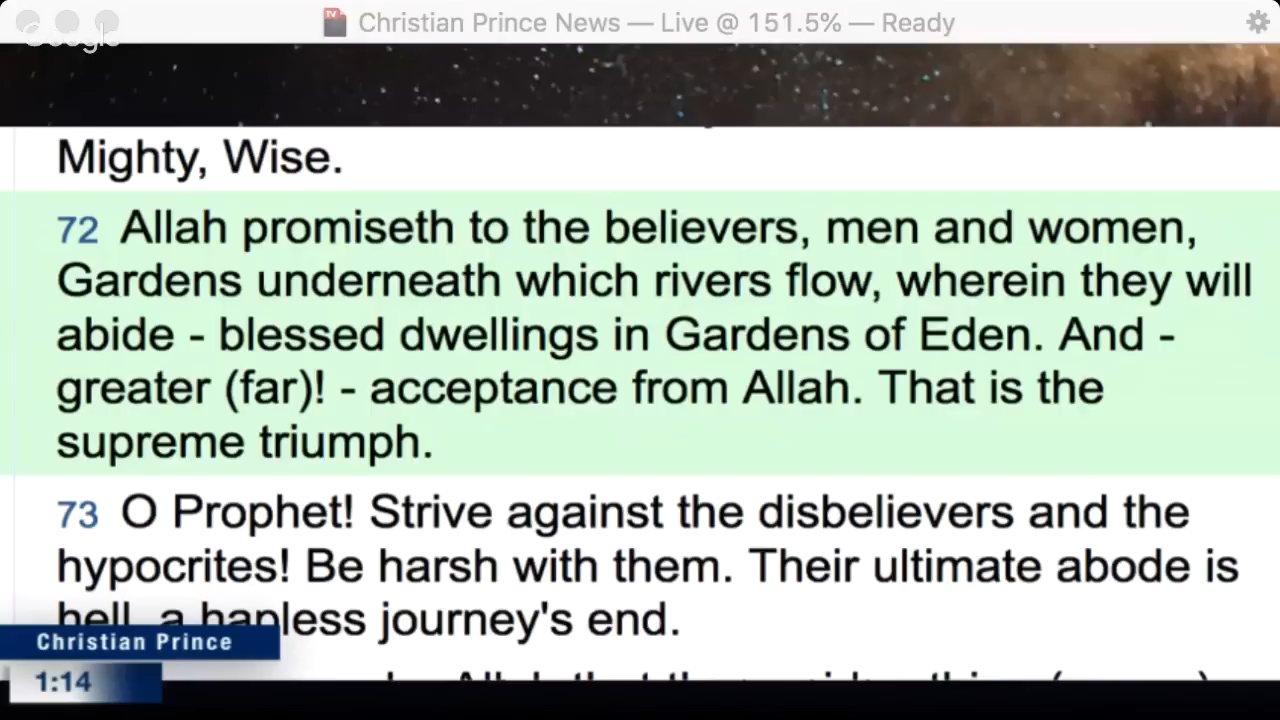 Christian Prince News — Live @ 151.5% — Ready
Google
Mighty, Wise.
72 Allah promiseth to the believers, men and women,
Gardens underneath which rivers flow, wherein they will
abide - blessed dwellings in Gardens of Eden. And -
greater (far)! - acceptance from Allah. That is the
supreme triumph.
73 O Prophet! Strive against the disbelievers and the
hypocrites! Be harsh with them. Their ultimate abode is
hell, a hapless journey's end.
Christian Prince
1:14